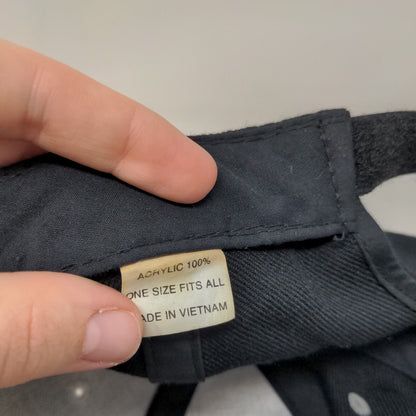 ACRYLIC 100%
ONE SIZE FITS ALL
MADE IN VIETNAM